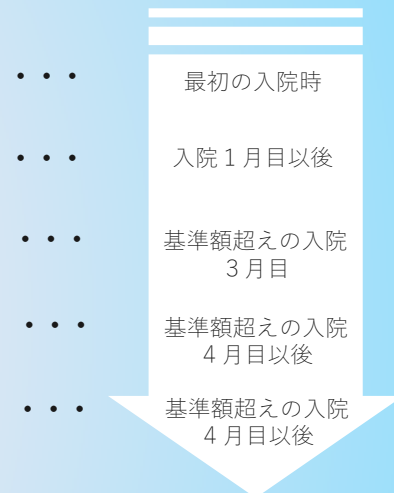 ・・・ 最初の入院時
・・・ 入院１月目以後
・・・ 基準額超えの入院
３月目
・・・ 基準額超えの入院
４月目以後
・・・ 基準額超えの入院
４月目以後